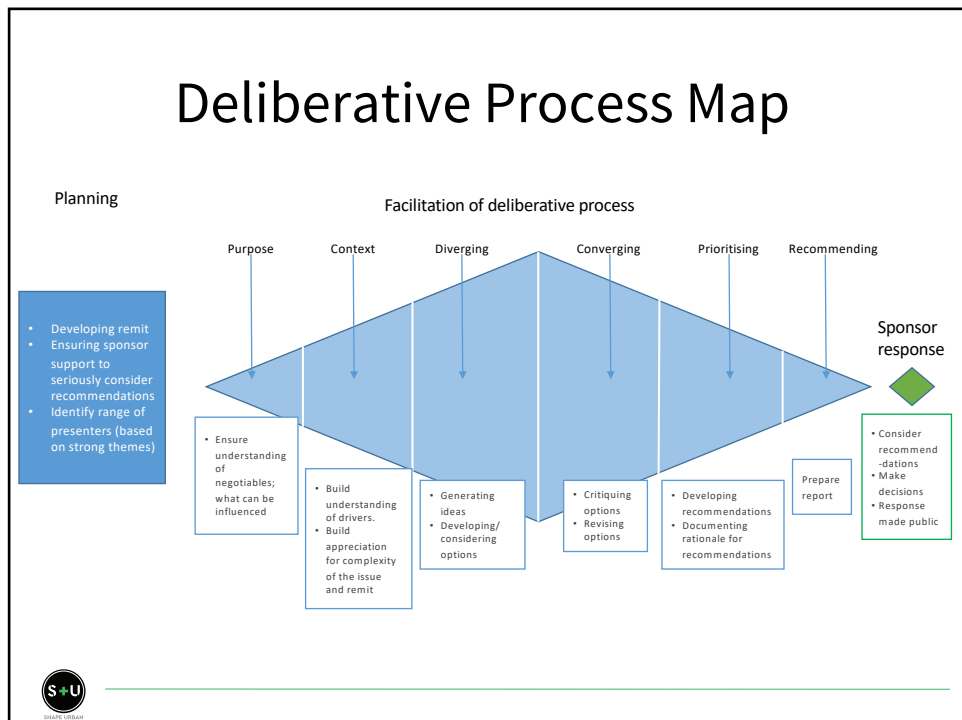 Deliberative Process Map
Planning
Facilitation of deliberative process
Purpose
Context
Diverging
Converging
Prioritising
Recommending
• Developing remit
• Ensuring sponsor
support to
seriously consider
recommendations
• Identify range of
presenters (based
on strong themes)
Sponsor
response
• Ensure
understanding
of
negotiables;
what can be
influenced
• Build
understanding
of drivers.
• Build
appreciation
for complexity
of the issue
and remit
• Generating
ideas
• Developing/
considering
options
• Critiquing
options
• Revising
options
• Developing
recommendations
• Documenting
rationale for
recommendations
Prepare
report
• Consider
recommend
-dations
• Make
decisions
• Response
made public
S+U
SHAPE URBAN